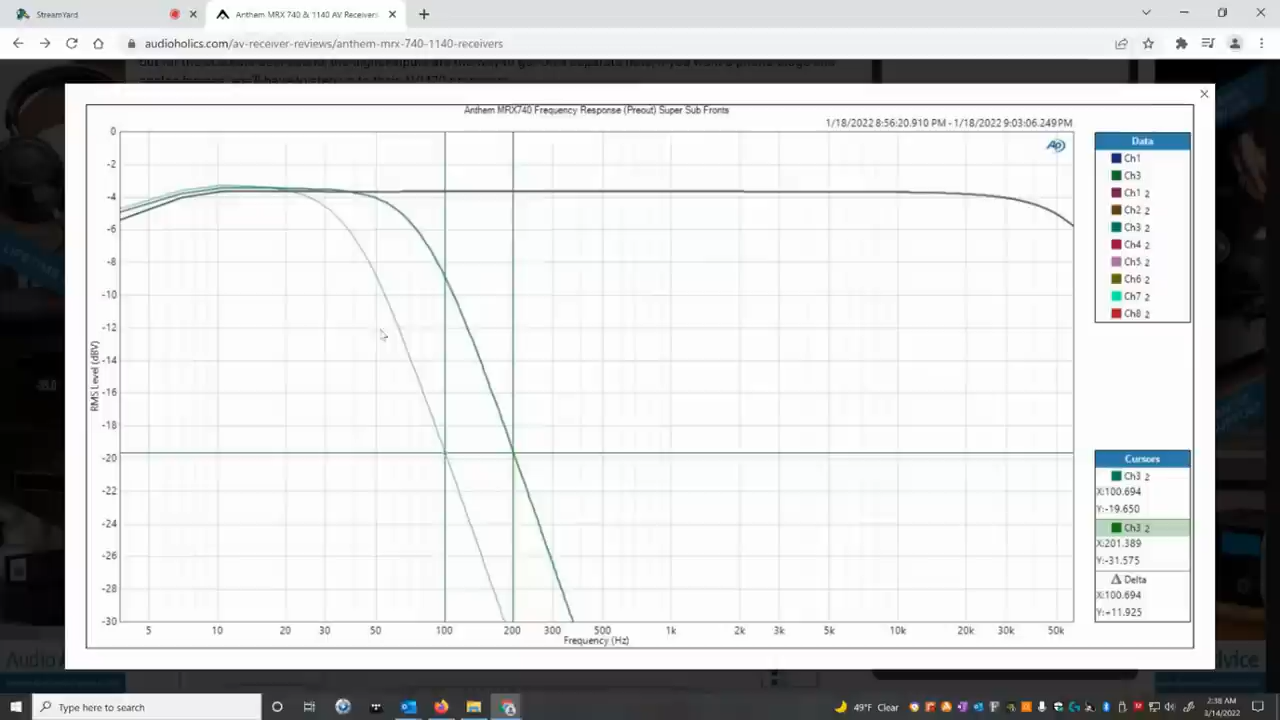 StreamYard
Anthem MRX 740 & 1140 AV Receivers
audioholics.com/av-receiver-reviews/anthem-mrx-740-1140-receivers
Anthem MRX740 Frequency Response (Preout) Super Sub Fronts
1/18/2022 8:56:20.910 PM - 1/18/2022 9:03:06.249PM
AP
RMS Level (dBV)
0
-2
-4
-6
-8
-10
-12
-14
-16
-18
-20
-22
-24
-26
-28
-30
5 10 20 30 50 100 200 300 500 1k 2k 3k 5k 10k 20k 30k 50k
Frequency (Hz)
Data
Ch1
Ch3
Ch1 2
Ch2 2
Ch3 2
Ch4 2
Ch5 2
Ch6 2
Ch7 2
Ch8 2
Cursors
Ch3 2
X:100.694
Y:-19.650
Ch3 2
X:201.389
Y:-31.575
Δ Delta
X:100.694
Y:-11.925
Audio
vice
Type here to search
49°F Clear
2:38 AM
3/14/2022